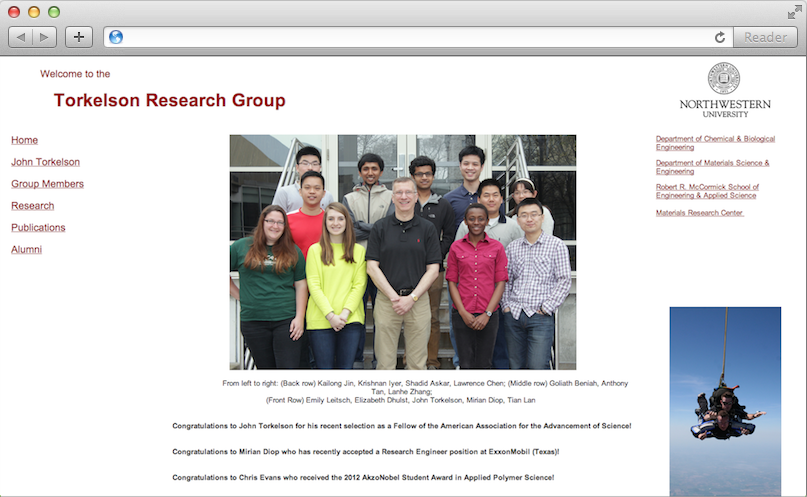 Reader
Welcome to the
Torkelson Research Group
NORTHWESTERN
UNIVERSITY
Home
John Torkelson
Group Members
Research
Publications
Alumni
Department of Chemical & Biological
Engineering
Department of Materials Science &
Engineering
Robert R. McCormick School of
Engineering & Applied Science
Materials Research Center
From left to right: (Back row) Kailong Jin, Krishnan Iyer, Shadid Askar, Lawrence Chen; (Middle row) Goliath Beniah, Anthony
Tan, Lanhe Zhang;
(Front Row) Emily Leitsch, Elizabeth Dhulst, John Torkelson, Mirian Diop, Tian Lan
Congratulations to John Torkelson for his recent selection as a Fellow of the American Association for the Advancement of Science!
Congratulations to Mirian Diop who has recently accepted a Research Engineer position at ExxonMobil (Texas)!
Congratulations to Chris Evans who received the 2012 AkzoNobel Student Award in Applied Polymer Science!